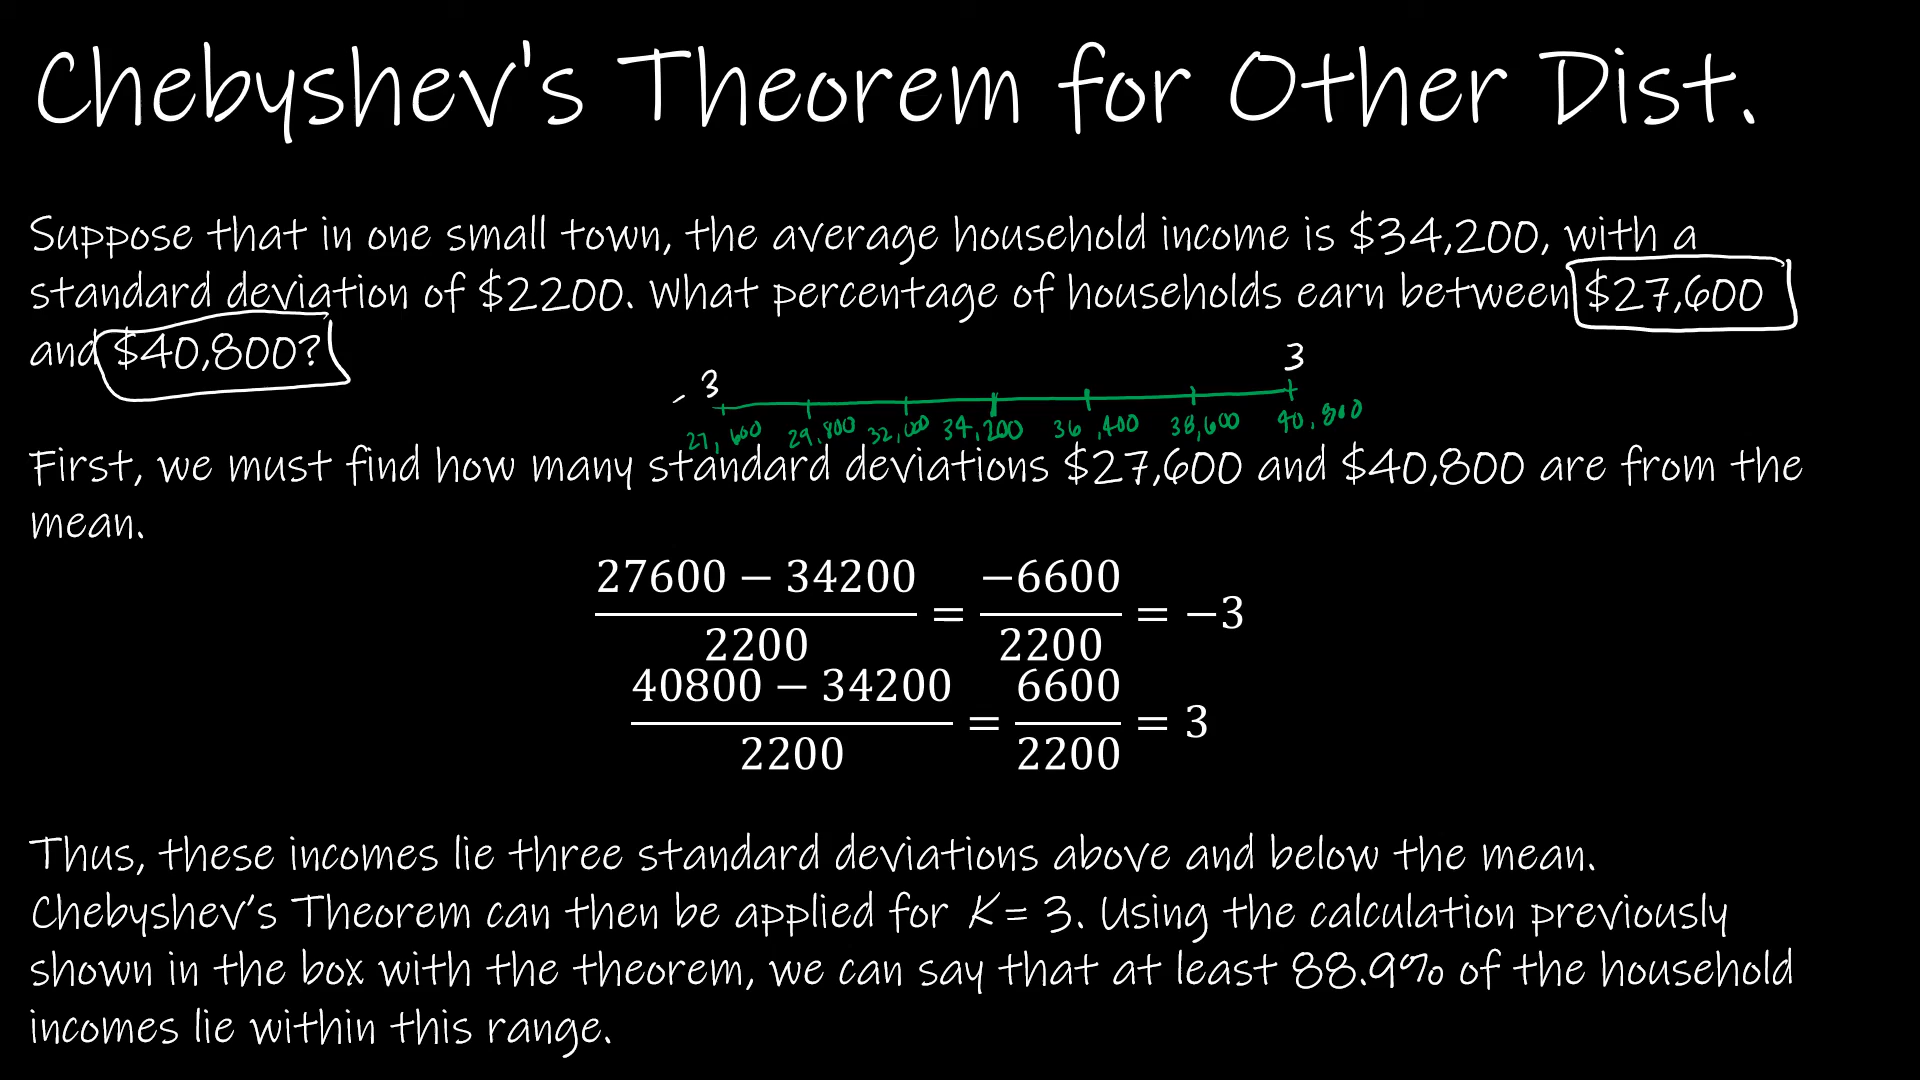 Chebyshev's Theorem for Other Dist.
Suppose that in one small town, the average household income is $34,200, with a
standard deviation of $2200. What percentage of households earn between $27,600
and $40,800?
- 3 3
27,600 29,800 32,000 34,200 36,400 38,600 40,800
First, we must find how many standard deviations $27,600 and $40,800 are from the
mean.
27600 − 34200 / 2200 = −6600 / 2200 = −3
40800 − 34200 / 2200 = 6600 / 2200 = 3
Thus, these incomes lie three standard deviations above and below the mean.
Chebyshev's Theorem can then be applied for K = 3. Using the calculation previously
shown in the box with the theorem, we can say that at least 88.9% of the household
incomes lie within this range.